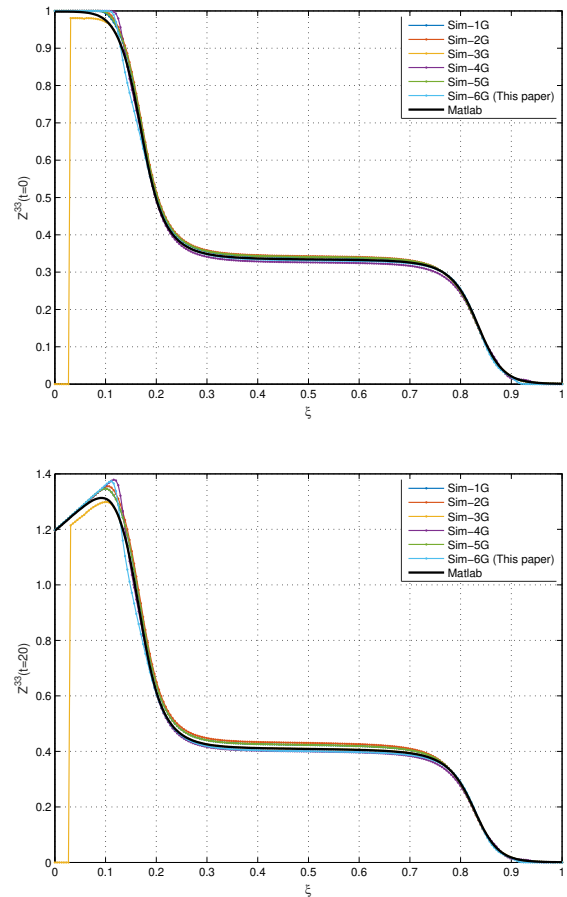 1
0.9
0.8
0.7
0.6
0.5
0.4
0.3
0.2
0.1
0
Z³³(t=0)
0 0.1 0.2 0.3 0.4 0.5 0.6 0.7 0.8 0.9 1
ξ
Sim−1G
Sim−2G
Sim−3G
Sim−4G
Sim−5G
Sim−6G (This paper)
Matlab
1.4
1.2
1.0
0.8
0.6
0.4
0.2
0
Z³³(t=20)
0 0.1 0.2 0.3 0.4 0.5 0.6 0.7 0.8 0.9 1
ξ
Sim−1G
Sim−2G
Sim−3G
Sim−4G
Sim−5G
Sim−6G (This paper)
Matlab